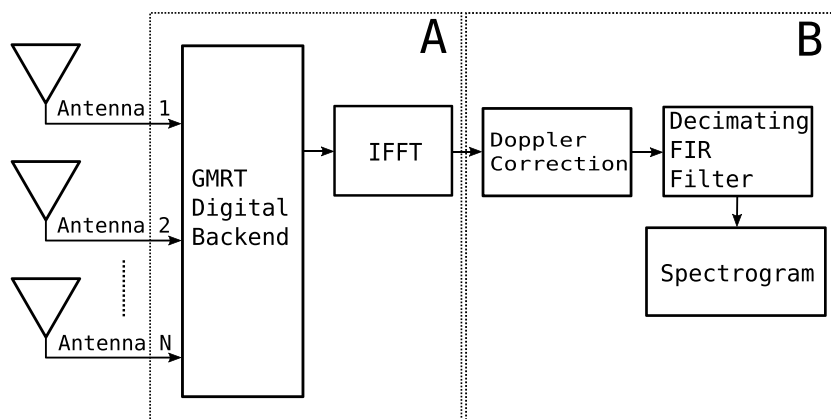 A
B
Antenna 1
Antenna 2
Antenna N
GMRT
Digital
Backend
IFFT
Doppler
Correction
Decimating
FIR
Filter
Spectrogram